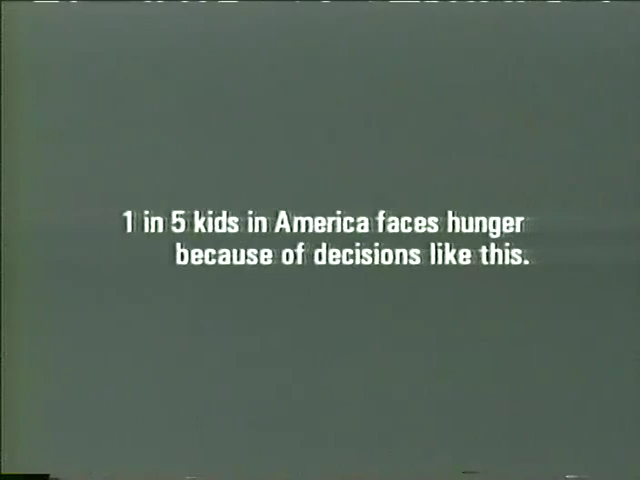 1 in 5 kids in America faces hunger
because of decisions like this.